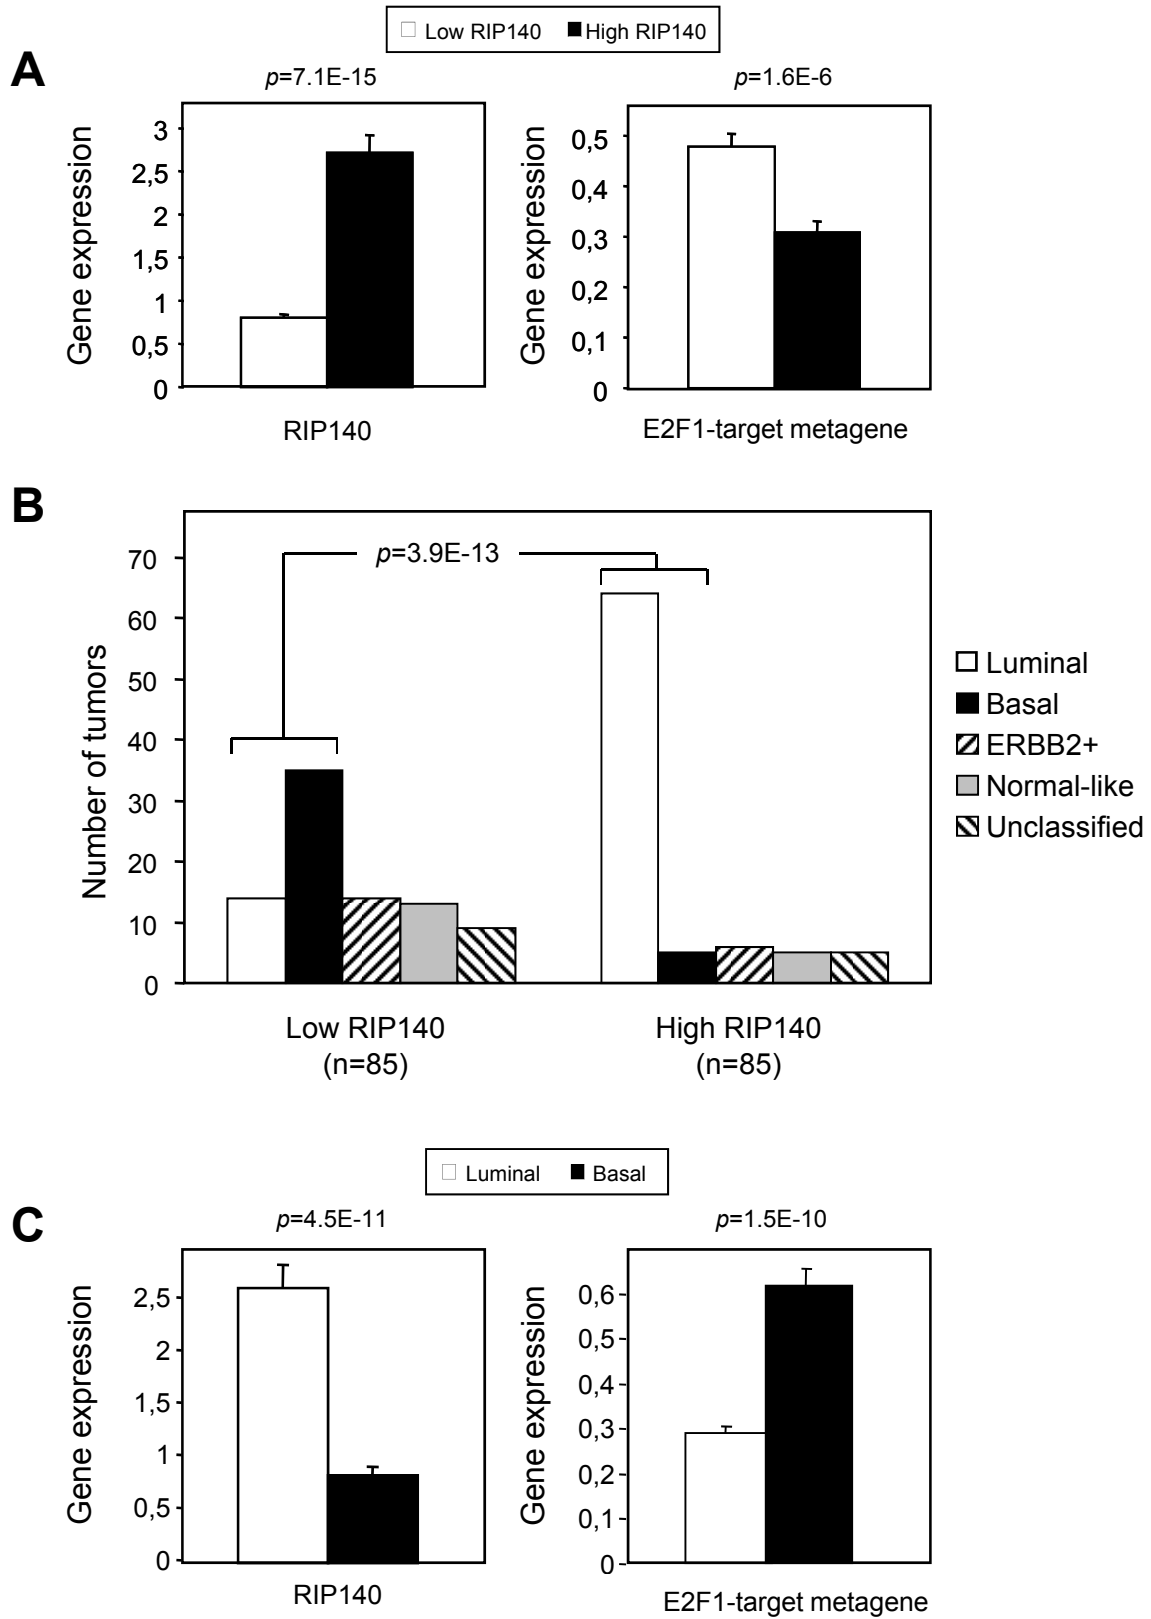 Low RIP140 High RIP140
A
p=7.1E-15
p=1.6E-6
Gene expression
3
2,5
2
1,5
1
0,5
0
RIP140
Gene expression
0,5
0,4
0,3
0,2
0,1
0
E2F1-target metagene
B
p=3.9E-13
Number of tumors
70
60
50
40
30
20
10
0
Low RIP140
(n=85)
High RIP140
(n=85)
Luminal
Basal
ERBB2+
Normal-like
Unclassified
Luminal Basal
C
p=4.5E-11
p=1.5E-10
Gene expression
2,5
2
1,5
1
0,5
0
RIP140
Gene expression
0,6
0,5
0,4
0,3
0,2
0,1
0
E2F1-target metagene